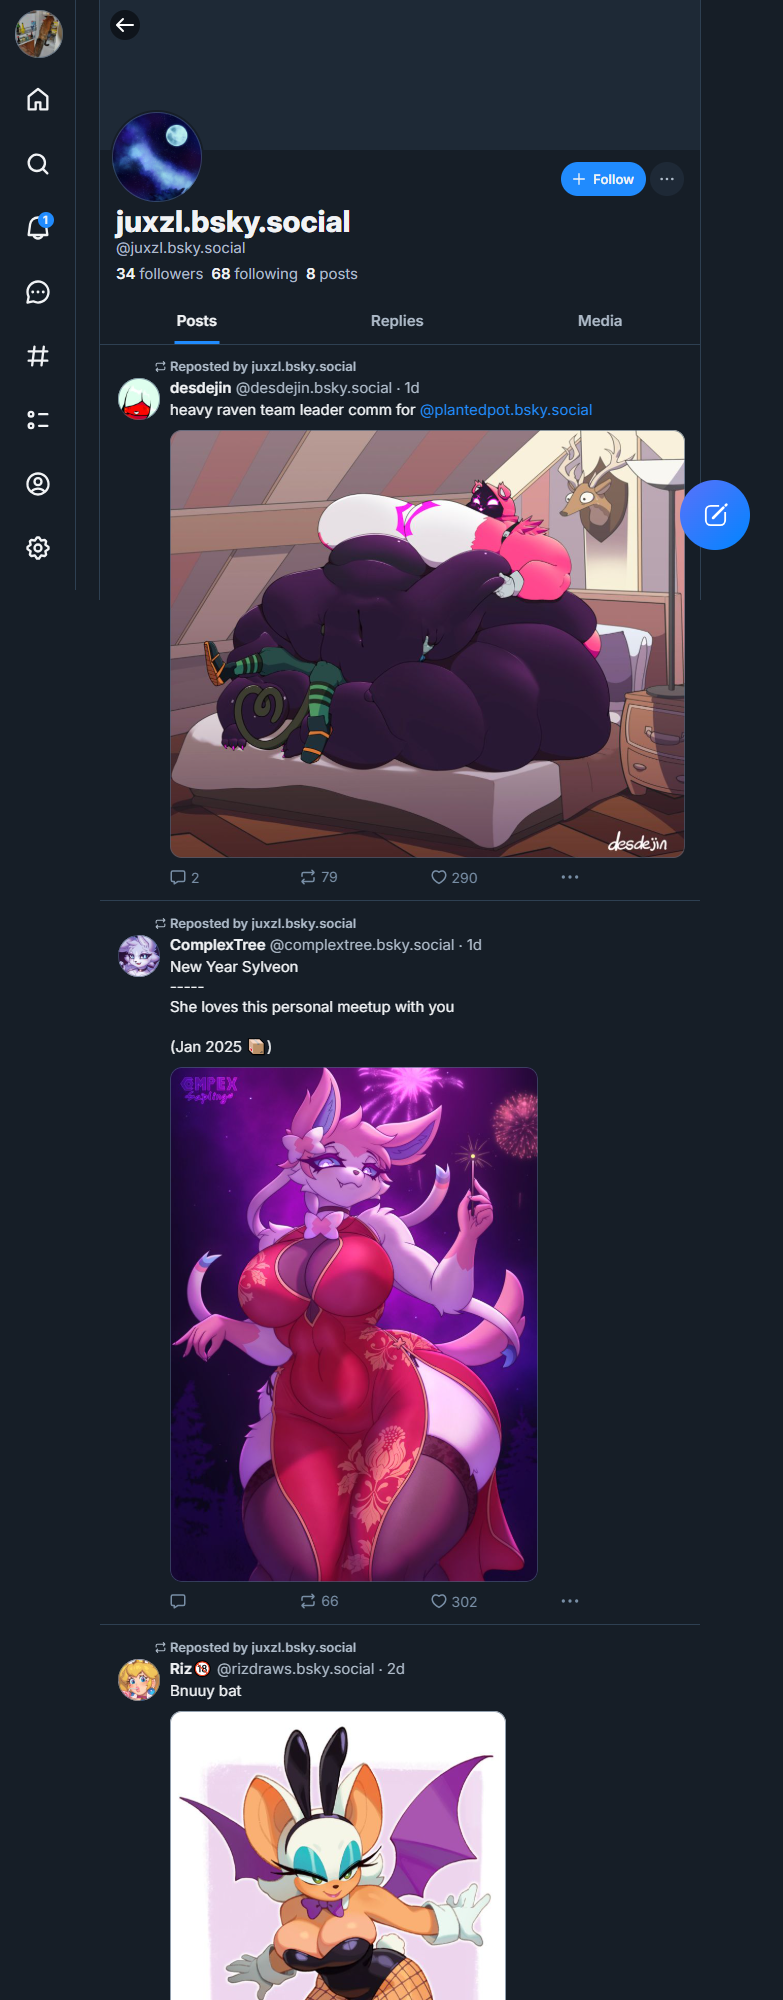 1
juxzl.bsky.social
@juxzl.bsky.social
34 followers 68 following 8 posts
+ Follow
Posts Replies Media
Reposted by juxzl.bsky.social
desdejin @desdejin.bsky.social · 1d
heavy raven team leader comm for @plantedpot.bsky.social
desdejin
2 79 290
Reposted by juxzl.bsky.social
ComplexTree @complextree.bsky.social · 1d
New Year Sylveon
-----
She loves this personal meetup with you
(Jan 2025 📦)
66 302
Reposted by juxzl.bsky.social
Riz🔞 @rizdraws.bsky.social · 2d
Bnuuy bat